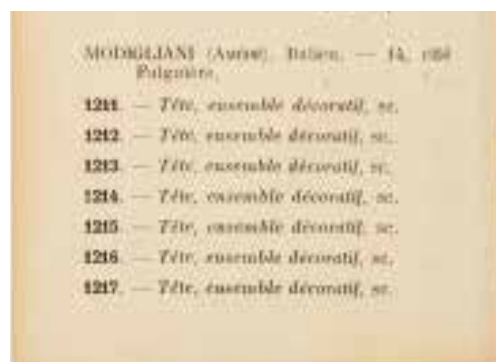 MODIGLIANI (Amedeo). Italien. — 14, cité
Falguière.
1211. — Tête, ensemble décoratif, sc.
1212. — Tête, ensemble décoratif, sc.
1213. — Tête, ensemble décoratif, sc.
1214. — Tête, ensemble décoratif, sc.
1215. — Tête, ensemble décoratif, sc.
1216. — Tête, ensemble décoratif, sc.
1217. — Tête, ensemble décoratif, sc.